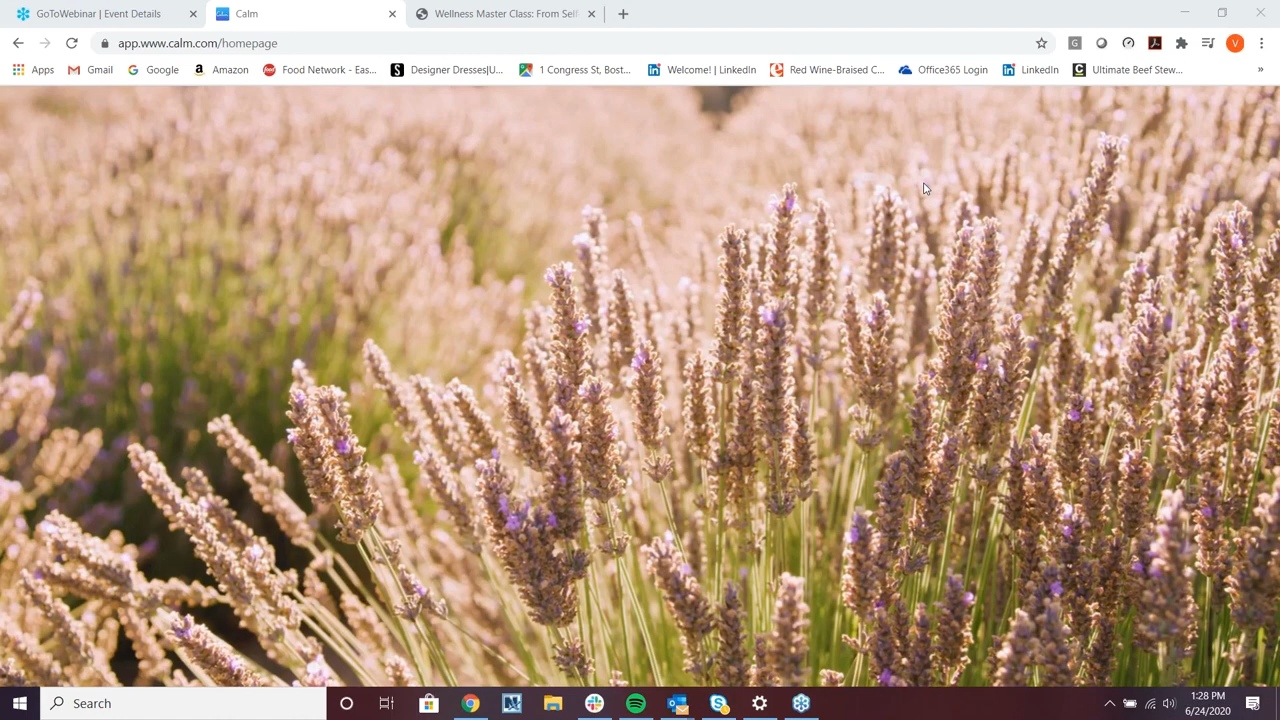 GoToWebinar | Event Details
Calm
Wellness Master Class: From Self
app.www.calm.com/homepage
Apps
Gmail
Google
Amazon
Food Network - Eas...
Designer Dresses|U...
1 Congress St, Bost...
Welcome! | LinkedIn
Red Wine-Braised C...
Office365 Login
LinkedIn
Ultimate Beef Stew...
Search
1:28 PM
6/24/2020